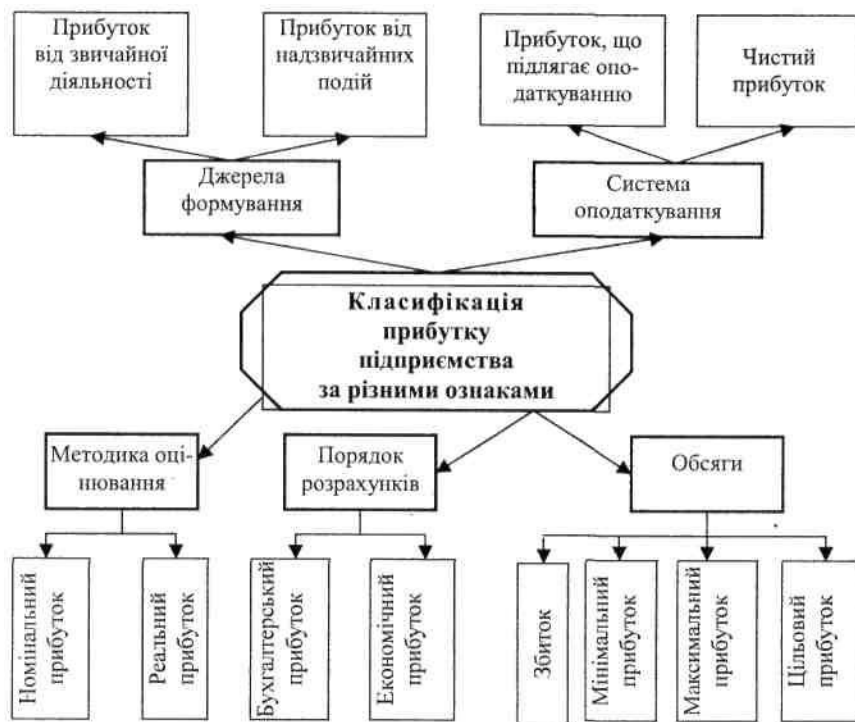 Прибуток
від звичайної
діяльності
Прибуток від
надзвичайних
подій
Прибуток, що
підлягає опо-
даткуванню
Чистий
прибуток
Джерела
формування
Система
оподаткування
Класифікація
прибутку
підприємства
за різними ознаками
Методика оці-
нювання
Порядок
розрахунків
Обсяги
Номінальний
прибуток
Реальний
прибуток
Бухгалтерський
прибуток
Економічний
прибуток
Збиток
Мінімальний
прибуток
Максимальний
прибуток
Цільовий
прибуток